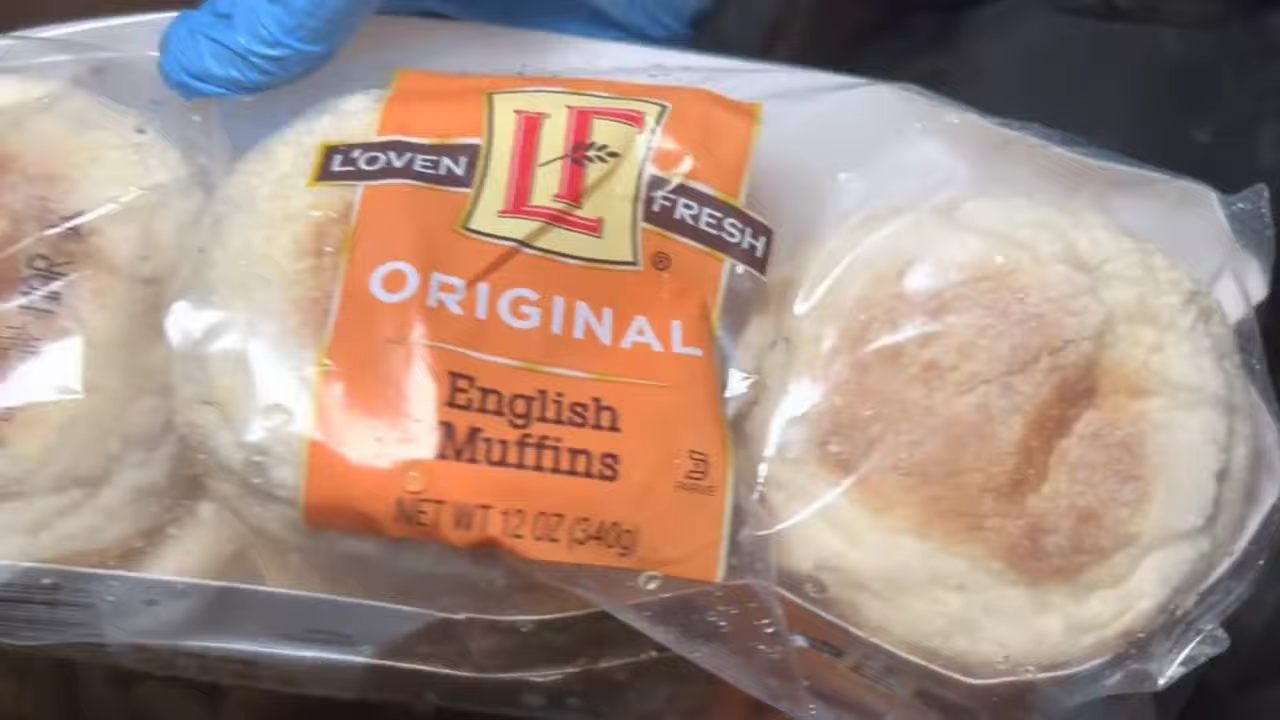 L'OVEN
LF
FRESH®
ORIGINAL
English
Muffins
NET WT 12 OZ (340g)